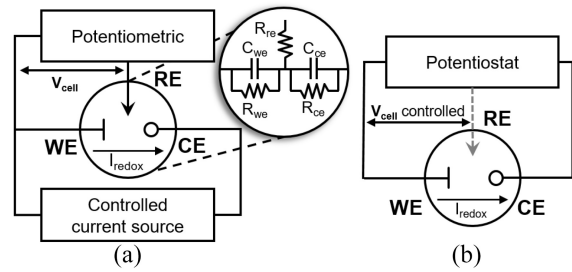 Potentiometric
V_cell
RE
WE
CE
I_redox
Controlled
current source
R_re
C_we
C_ce
R_we
R_ce
(a)
Potentiostat
V_cell controlled
RE
WE
CE
I_redox
(b)